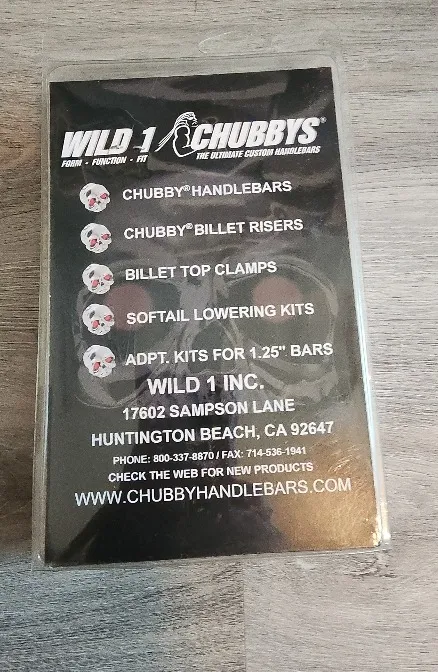 WILD 1 CHUBBYS®
FORM - FUNCTION - FIT THE ULTIMATE CUSTOM HANDLEBARS
CHUBBY® HANDLEBARS
CHUBBY® BILLET RISERS
BILLET TOP CLAMPS
SOFTAIL LOWERING KITS
ADPT. KITS FOR 1.25" BARS
WILD 1 INC.
17602 SAMPSON LANE
HUNTINGTON BEACH, CA 92647
PHONE: 800-337-8870 / FAX: 714-536-1941
CHECK THE WEB FOR NEW PRODUCTS
WWW.CHUBBYHANDLEBARS.COM